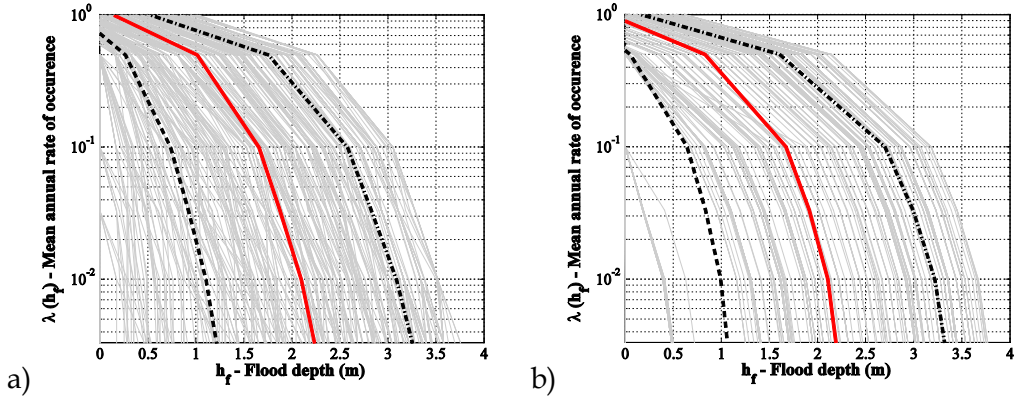 10^0
10^-1
10^-2
λ (h_f) - Mean annual rate of occurence
0 0.5 1 1.5 2 2.5 3 3.5 4
h_f - Flood depth (m)
a)
10^0
10^-1
10^-2
λ (h_f) - Mean annual rate of occurence
0 0.5 1 1.5 2 2.5 3 3.5 4
h_f - Flood depth (m)
b)